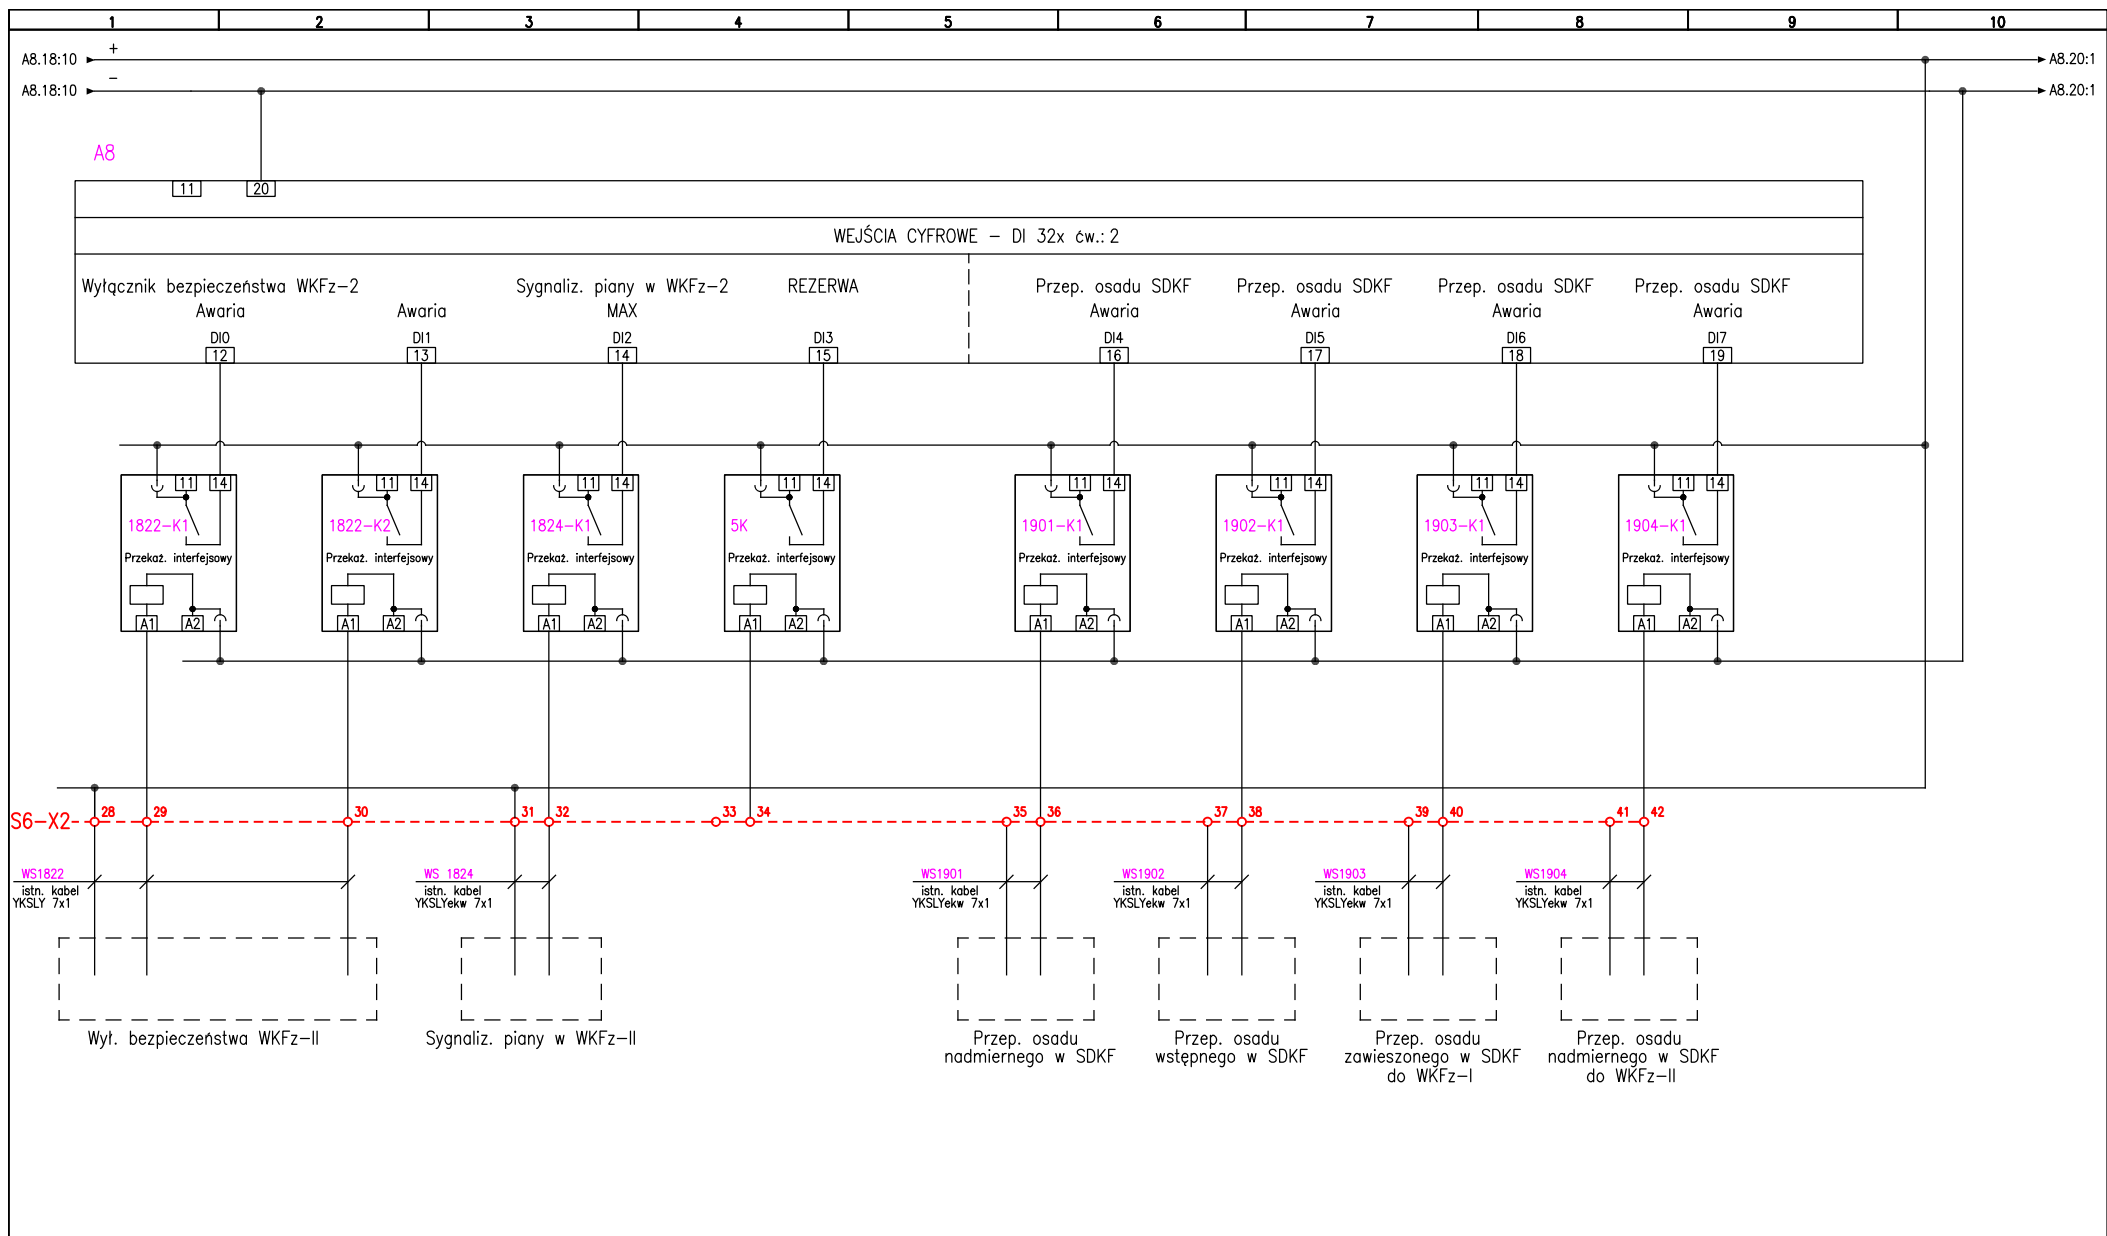 1 2 3 4 5 6 7 8 9 10
+
A8.18:10 A8.20:1
−
A8.18:10 A8.20:1
A8
11 20
WEJŚCIA CYFROWE − DI 32x ćw.: 2
Wyłącznik bezpieczeństwa WKFz−2 Sygnaliz. piany w WKFz−2 REZERWA Przep. osadu SDKF Przep. osadu SDKF Przep. osadu SDKF Przep. osadu SDKF
Awaria Awaria MAX Awaria Awaria Awaria Awaria
DI0 DI1 DI2 DI3 DI4 DI5 DI6 DI7
12 13 14 15 16 17 18 19
11 14 11 14 11 14 11 14 11 14 11 14 11 14 11 14
1822−K1 1822−K2 1824−K1 5K 1901−K1 1902−K1 1903−K1 1904−K1
Przekaź. interfejsowy Przekaź. interfejsowy Przekaź. interfejsowy Przekaź. interfejsowy Przekaź. interfejsowy Przekaź. interfejsowy Przekaź. interfejsowy Przekaź. interfejsowy
A1 A2 A1 A2 A1 A2 A1 A2 A1 A2 A1 A2 A1 A2 A1 A2
S6−X2 28 29 30 31 32 33 34 35 36 37 38 39 40 41 42
WS1822 WS 1824 WS1901 WS1902 WS1903 WS1904
istn. kabel istn. kabel istn. kabel istn. kabel istn. kabel istn. kabel
YKSLY 7x1 YKSLYekw 7x1 YKSLYekw 7x1 YKSLYekw 7x1 YKSLYekw 7x1 YKSLYekw 7x1
Wył. bezpieczeństwa WKFz−II Sygnaliz. piany w WKFz−II Przep. osadu Przep. osadu Przep. osadu Przep. osadu
nadmiernego w SDKF wstępnego w SDKF zawieszonego w SDKF nadmiernego w SDKF
do WKFz−I do WKFz−II